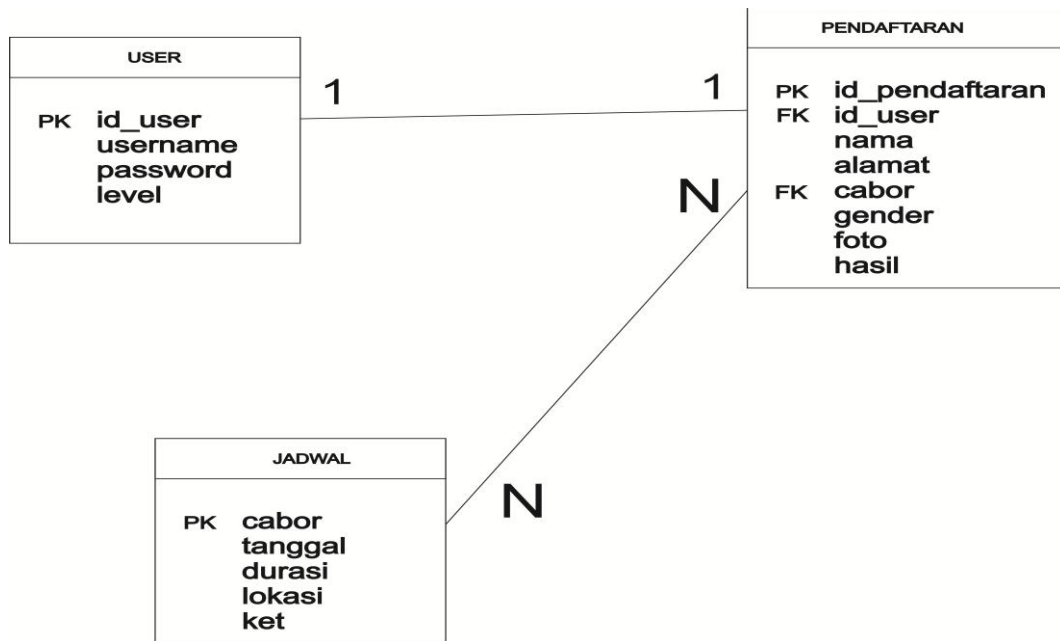 USER
PK id_user
username
password
level
1
1
PENDAFTARAN
PK id_pendaftaran
FK id_user
nama
alamat
FK cabor
gender
foto
hasil
N
N
JADWAL
PK cabor
tanggal
durasi
lokasi
ket